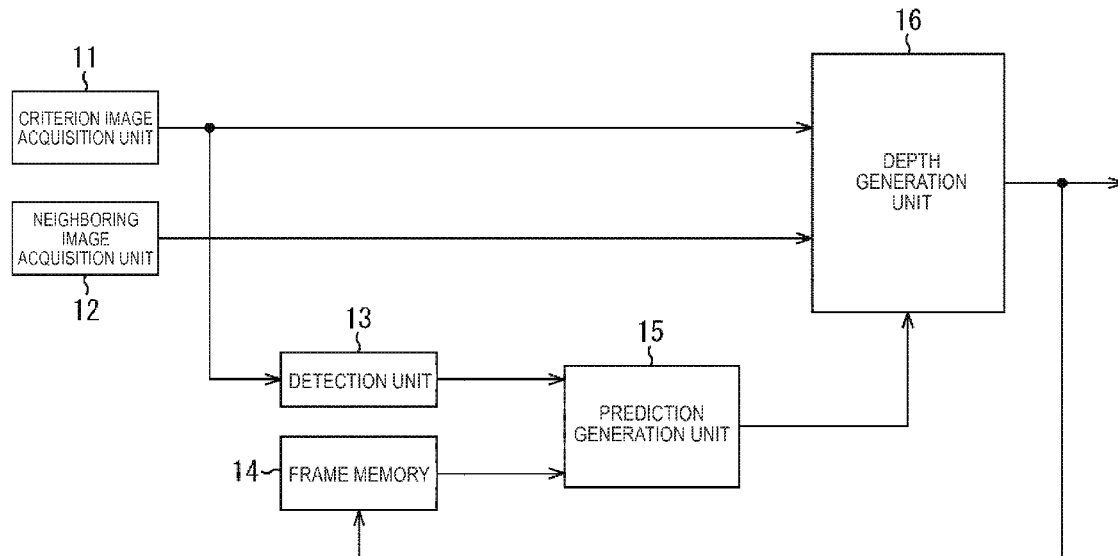 11
CRITERION IMAGE
ACQUISITION UNIT
16
DEPTH
GENERATION
UNIT
NEIGHBORING
IMAGE
ACQUISITION UNIT
12
13
DETECTION UNIT
15
PREDICTION
GENERATION UNIT
14
FRAME MEMORY